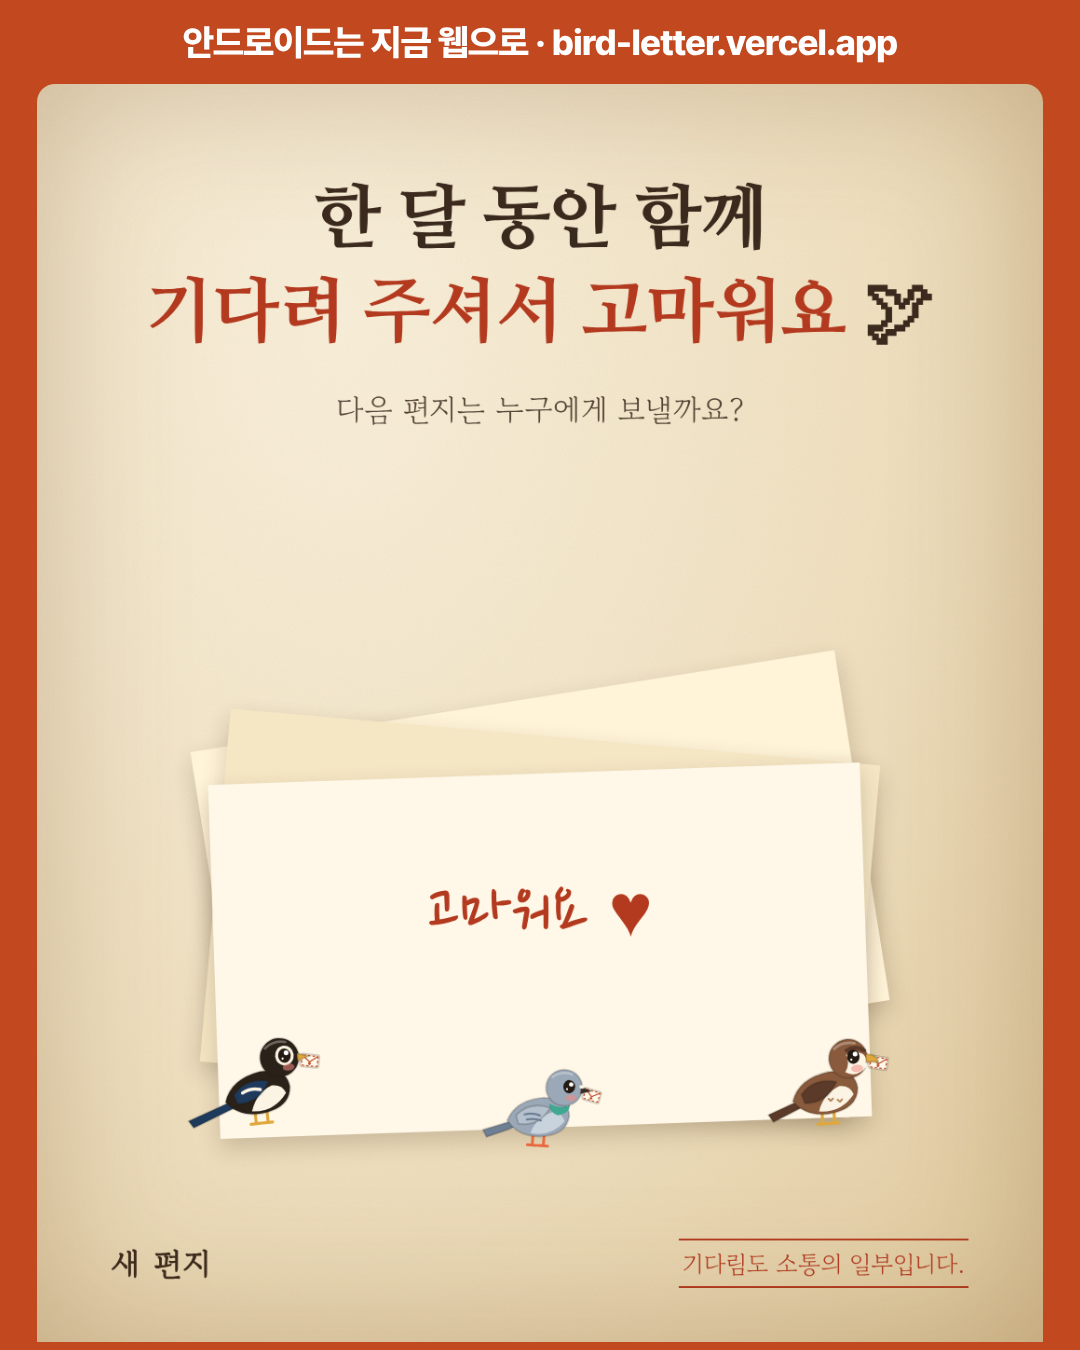 안드로이드는 지금 웹으로 · bird-letter.vercel.app
한 달 동안 함께
기다려 주셔서 고마워요 🕊
다음 편지는 누구에게 보낼까요?
고마워요 ♥
새 편지
기다림도 소통의 일부입니다.